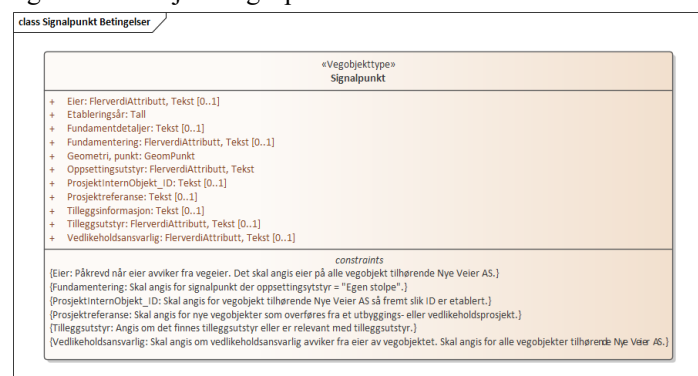 class Signalpunkt Betingelser
«Vegobjekttype»
Signalpunkt
+ Eier: FlerverdiAttributt, Tekst [0..1]
+ Etableringsår: Tall
+ Fundamentdetaljer: Tekst [0..1]
+ Fundamentering: FlerverdiAttributt, Tekst [0..1]
+ Geometri, punkt: GeomPunkt
+ Oppsettingsutstyr: FlerverdiAttributt, Tekst
+ ProsjektInternObjekt_ID: Tekst [0..1]
+ Prosjektreferanse: Tekst [0..1]
+ Tilleggsinformasjon: Tekst [0..1]
+ Tilleggsutstyr: FlerverdiAttributt, Tekst [0..1]
+ Vedlikeholdsansvarlig: FlerverdiAttributt, Tekst [0..1]
constraints
{Eier: Påkrevd når eier avviker fra vegeier. Det skal angis eier på alle vegobjekt tilhørende Nye Veier AS.}
{Fundamentering: Skal angis for signalpunkt der oppsettingsytstyr = "Egen stolpe".}
{ProsjektInternObjekt_ID: Skal angis for vegobjekt tilhørende Nye Veier AS så fremt slik ID er etablert.}
{Prosjektreferanse: Skal angis for nye vegobjekter som overføres fra et utbyggings- eller vedlikeholdsprosjekt.}
{Tilleggsutstyr: Angis om det finnes tilleggsutstyr eller er relevant med tilleggsutstyr.}
{Vedlikeholdsansvarlig: Skal angis om vedlikeholdsansvarlig avviker fra eier av vegobjektet. Skal angis for alle vegobjekter tilhørende Nye Veier AS.}